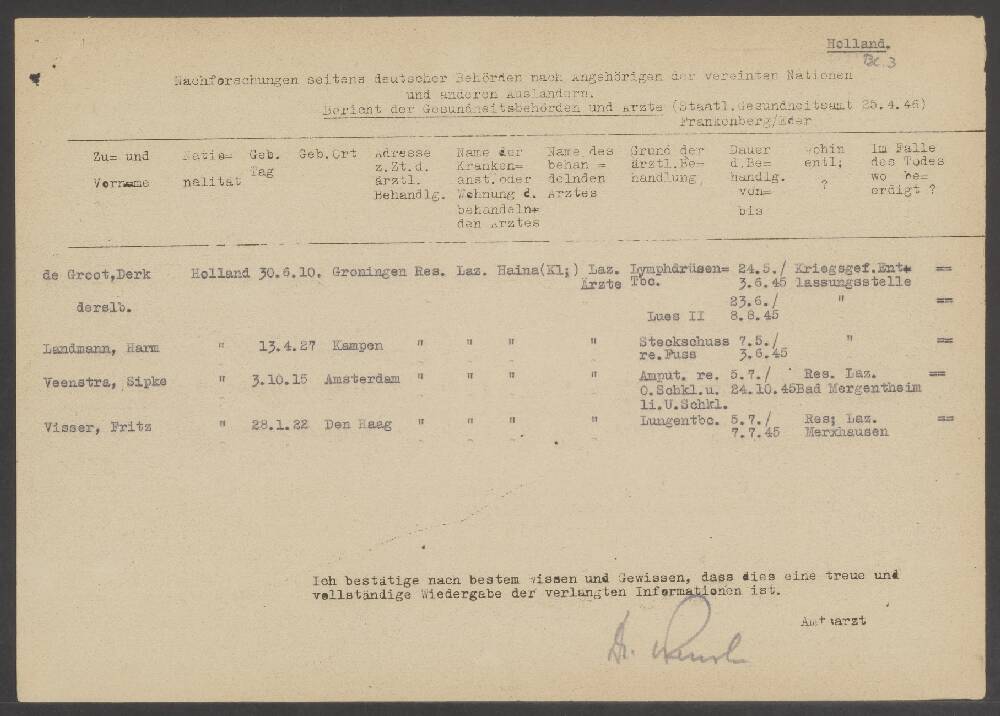 Holland.
BC.3
Nachforschungen seitens deutscher Behörden nach Angehörigen der vereinten Nationen
und anderen Ausländern.
Bericht der Gesundheitsbehörden und Ärzte (Staatl.Gesundheitsamt 25.4.46)
Frankenberg/Eder
Zu= und Natio= Geb. Geb.Ort Adresse Name der Name des Grund der Dauer wohin Im Falle
z.Zt.d. Kranken= behan = ärztl.Be= d.Be= entl; des Todes
Vorname nalität Tag ärztl. anst.oder delnden handlung handlg. ? wo be=
Behandlg. Wohnung d. Arztes von= erdigt ?
behandeln= bis
den Arztes
de Groot,Derk Holland 30.6.10. Groningen Res. Laz. Haina(Kl;) Laz. Lymphdrüsen= 24.5./ Kriegsgef.Ent= ==
Ärzte Tbc. 3.6.45 lassungsstelle
derslb. 23.6./ " ==
Lues II 8.8.45
Landmann, Harm " 13.4.27 Kampen " " " " Steckschuss 7.5./ " ==
re.Fuss 3.6.45
Veenstra, Sipke " 3.10.15 Amsterdam " " " " Amput. re. 5.7./ Res. Laz. ==
O.Schkl.u. 24.10.45Bad Mergentheim
li.U.Schkl.
Visser, Fritz " 28.1.22 Den Haag " " " " Lungentbc. 5.7./ Res; Laz. ==
7.7.45 Merxhausen
Ich bestätige nach bestem Wissen und Gewissen, dass dies eine treue und
vollständige Wiedergabe der verlangten Informationen ist.
Amtsarzt
Dr.